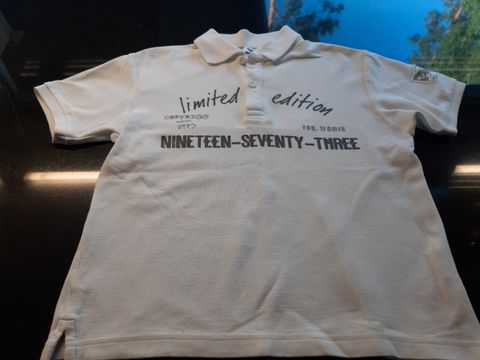 limited edition
COPYRIGHT
reg. trdmrk
NINETEEN-SEVENTY-THREE